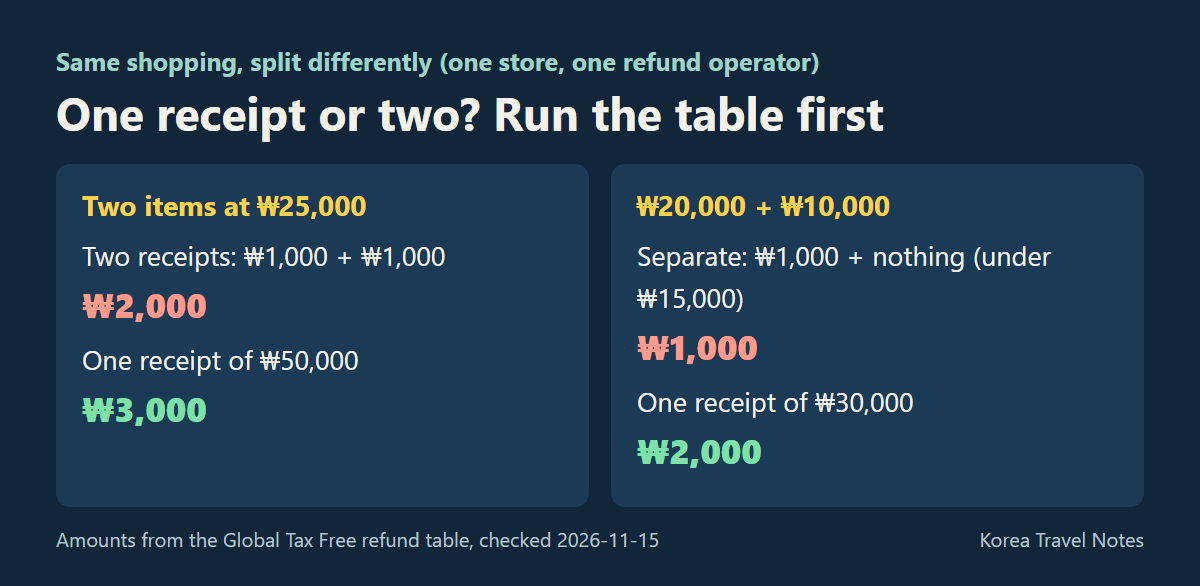 Same shopping, split differently (one store, one refund operator)
One receipt or two? Run the table first
Two items at ₩25,000
Two receipts: ₩1,000 + ₩1,000
₩2,000
One receipt of ₩50,000
₩3,000
₩20,000 + ₩10,000
Separate: ₩1,000 + nothing (under
₩15,000)
₩1,000
One receipt of ₩30,000
₩2,000
Amounts from the Global Tax Free refund table, checked 2026-11-15
Korea Travel Notes